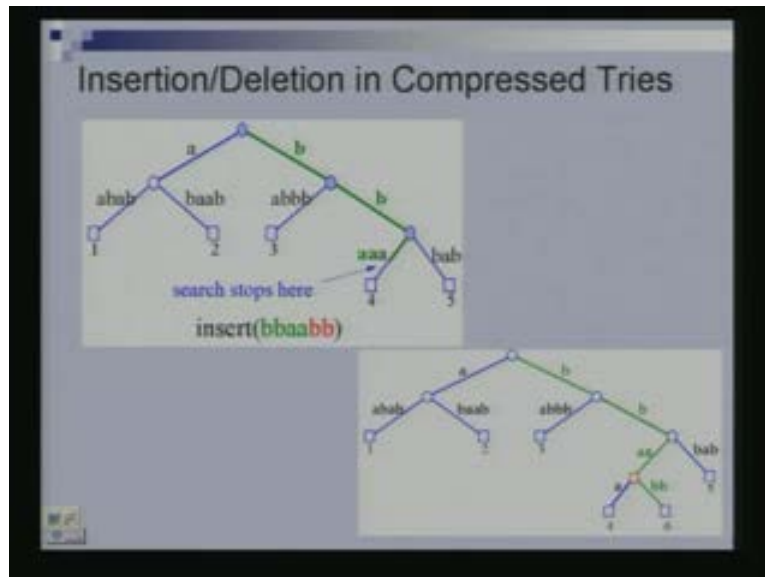 Insertion/Deletion in Compressed Tries
a b
abab baab abbb b
1 2 3 aaa bab
search stops here
4 5
insert(bbaabb)
a b
abab baab abbb b
1 2 3 aa bab
a bb 5
4 6